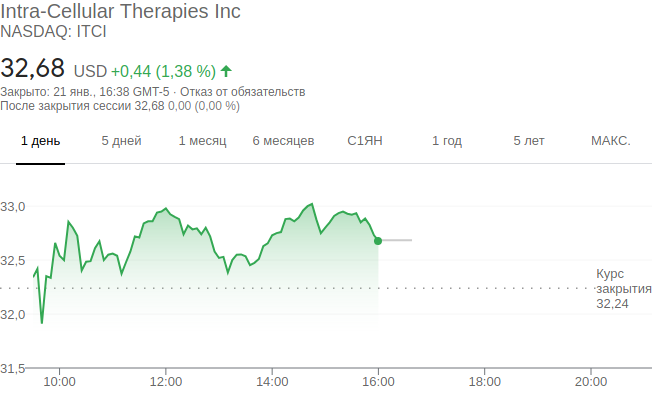 Intra-Cellular Therapies Inc
NASDAQ: ITCI
32,68 USD +0,44 (1,38 %)
Закрыто: 21 янв., 16:38 GMT-5 · Отказ от обязательств
После закрытия сессии 32,68 0,00 (0,00 %)
1 день 5 дней 1 месяц 6 месяцев С1ЯН 1 год 5 лет МАКС.
33,0
32,5
Курс
закрытия
32,24
32,0
31,5
10:00 12:00 14:00 16:00 18:00 20:00